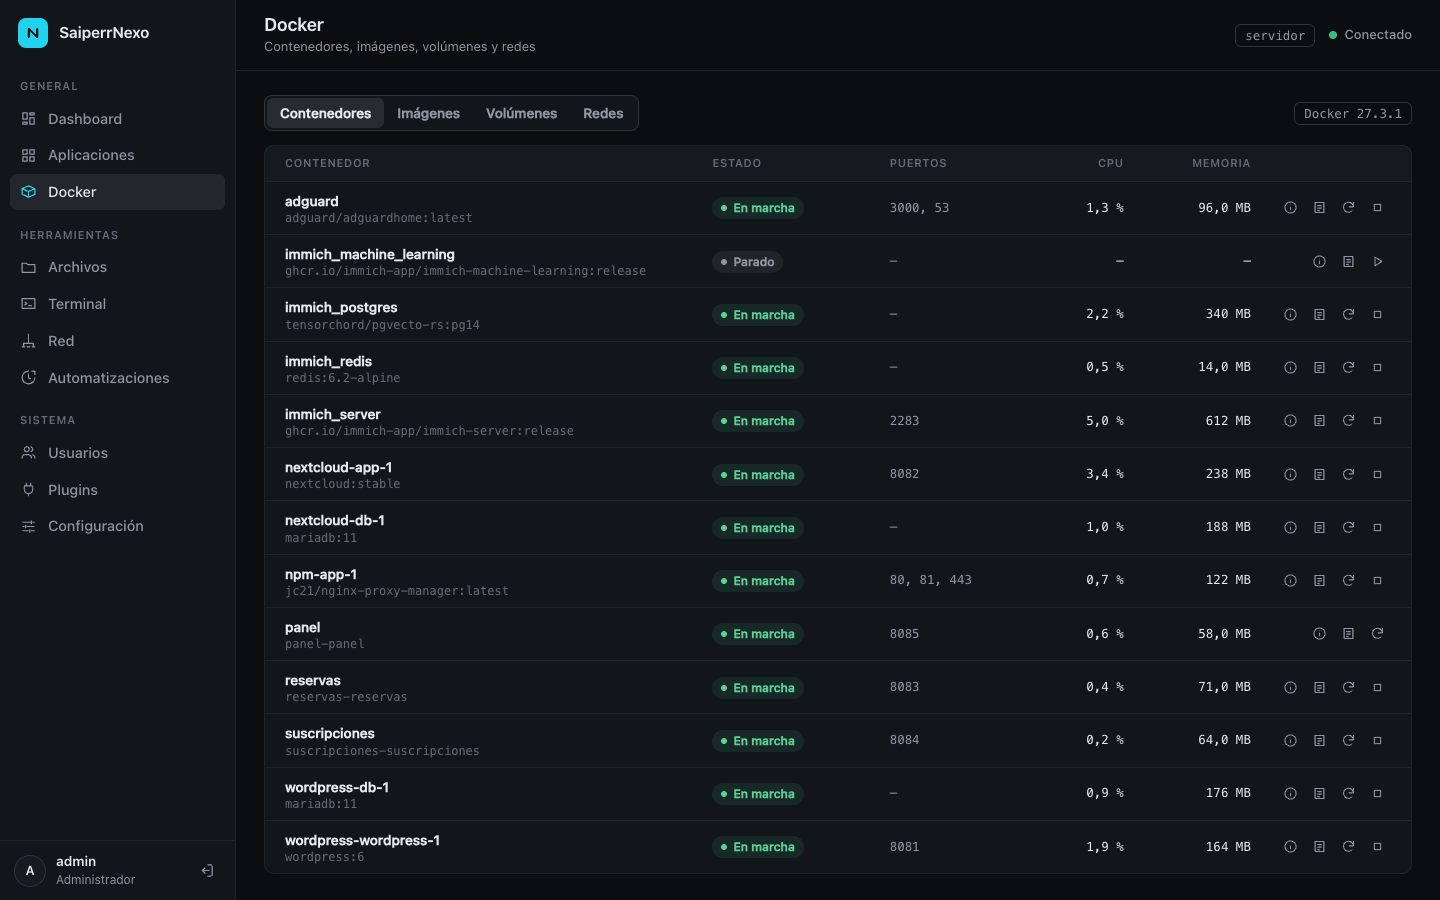 N SaiperrNexo
GENERAL
Dashboard
Aplicaciones
Docker
HERRAMIENTAS
Archivos
Terminal
Red
Automatizaciones
SISTEMA
Usuarios
Plugins
Configuración
A admin
Administrador
Docker
Contenedores, imágenes, volúmenes y redes
servidor Conectado
Contenedores Imágenes Volúmenes Redes Docker 27.3.1
CONTENEDOR ESTADO PUERTOS CPU MEMORIA
adguard
adguard/adguardhome:latest
En marcha 3000, 53 1,3 % 96,0 MB
immich_machine_learning
ghcr.io/immich-app/immich-machine-learning:release
Parado — — —
immich_postgres
tensorchord/pgvecto-rs:pg14
En marcha — 2,2 % 340 MB
immich_redis
redis:6.2-alpine
En marcha — 0,5 % 14,0 MB
immich_server
ghcr.io/immich-app/immich-server:release
En marcha 2283 5,0 % 612 MB
nextcloud-app-1
nextcloud:stable
En marcha 8082 3,4 % 238 MB
nextcloud-db-1
mariadb:11
En marcha — 1,0 % 188 MB
npm-app-1
jc21/nginx-proxy-manager:latest
En marcha 80, 81, 443 0,7 % 122 MB
panel
panel-panel
En marcha 8085 0,6 % 58,0 MB
reservas
reservas-reservas
En marcha 8083 0,4 % 71,0 MB
suscripciones
suscripciones-suscripciones
En marcha 8084 0,2 % 64,0 MB
wordpress-db-1
mariadb:11
En marcha — 0,9 % 176 MB
wordpress-wordpress-1
wordpress:6
En marcha 8081 1,9 % 164 MB